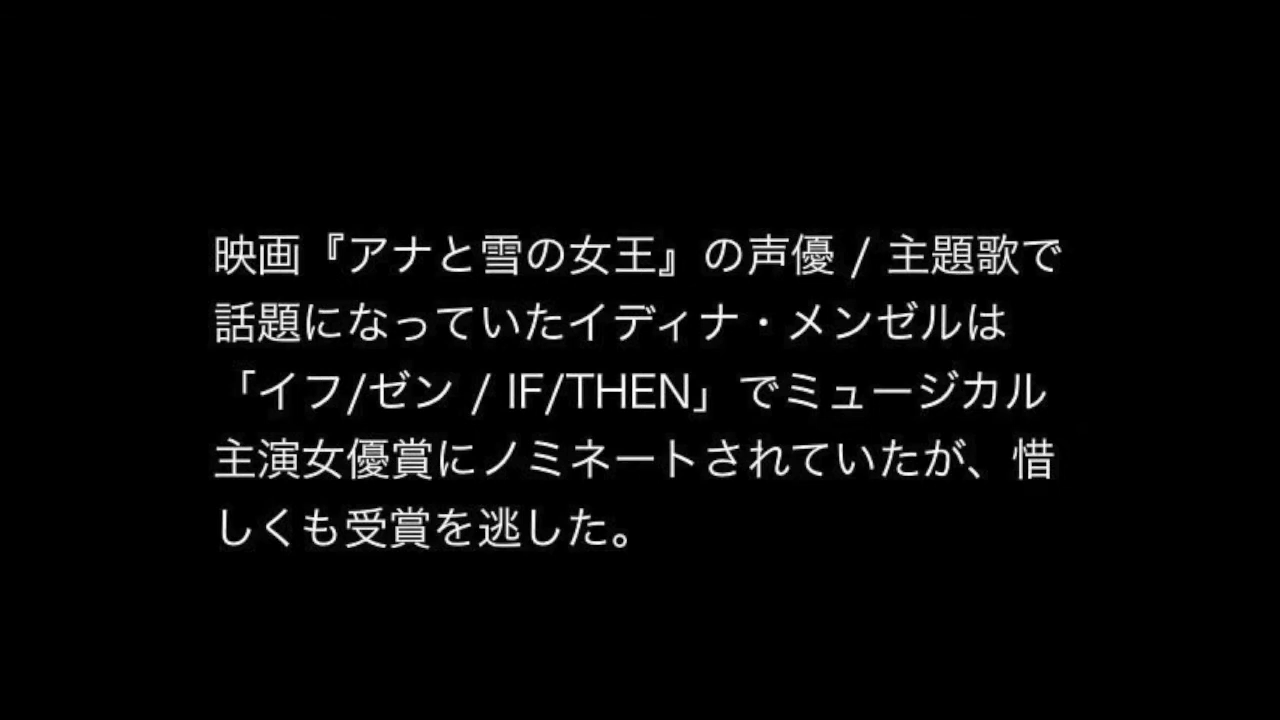 映画『アナと雪の女王』の声優 / 主題歌で
話題になっていたイディナ・メンゼルは
「イフ/ゼン / IF/THEN」でミュージカル
主演女優賞にノミネートされていたが、惜
しくも受賞を逃した。